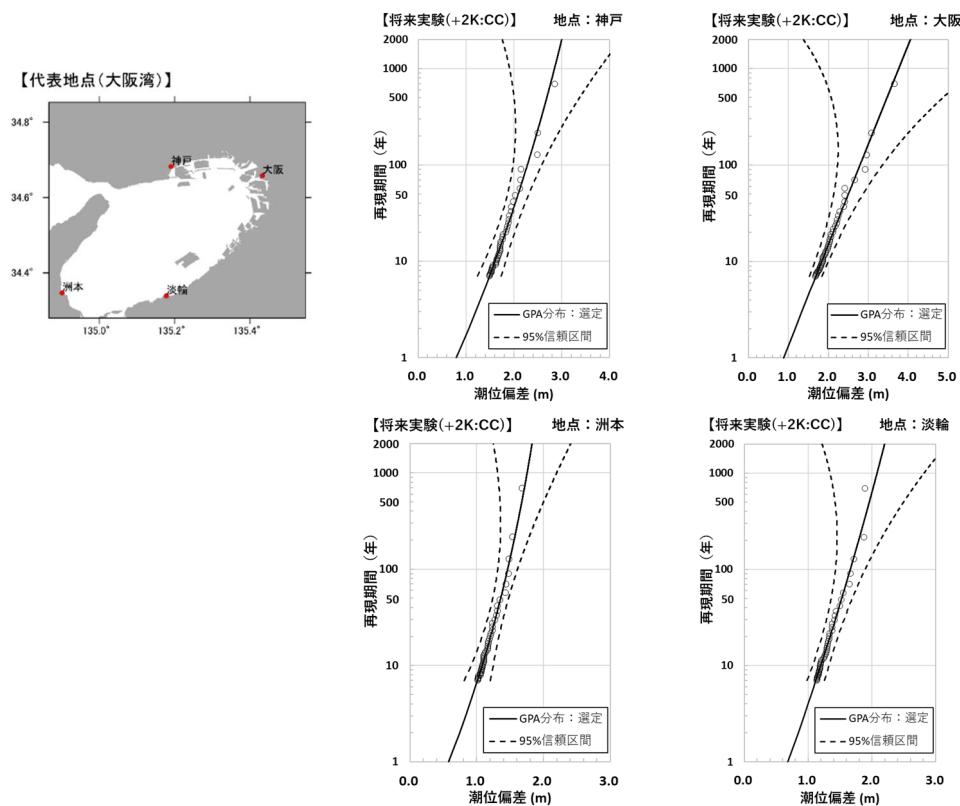 【代表地点(大阪湾)】
34.8°
34.6°
34.4°
135.0°
135.2°
135.4°
神戸
大阪
洲本
淡輪
【将来実験(+2K:CC)】 地点：神戸
再現期間（年）
2000
1000
500
100
50
10
1
0.0 1.0 2.0 3.0 4.0
潮位偏差 (m)
GPA分布：選定
95%信頼区間
【将来実験(+2K:CC)】 地点：大阪
再現期間（年）
2000
1000
500
100
50
10
1
0.0 1.0 2.0 3.0 4.0 5.0
潮位偏差 (m)
GPA分布：選定
95%信頼区間
【将来実験(+2K:CC)】 地点：洲本
再現期間（年）
2000
1000
500
100
50
10
1
0.0 1.0 2.0 3.0
潮位偏差 (m)
GPA分布：選定
95%信頼区間
【将来実験(+2K:CC)】 地点：淡輪
再現期間（年）
2000
1000
500
100
50
10
1
0.0 1.0 2.0 3.0
潮位偏差 (m)
GPA分布：選定
95%信頼区間